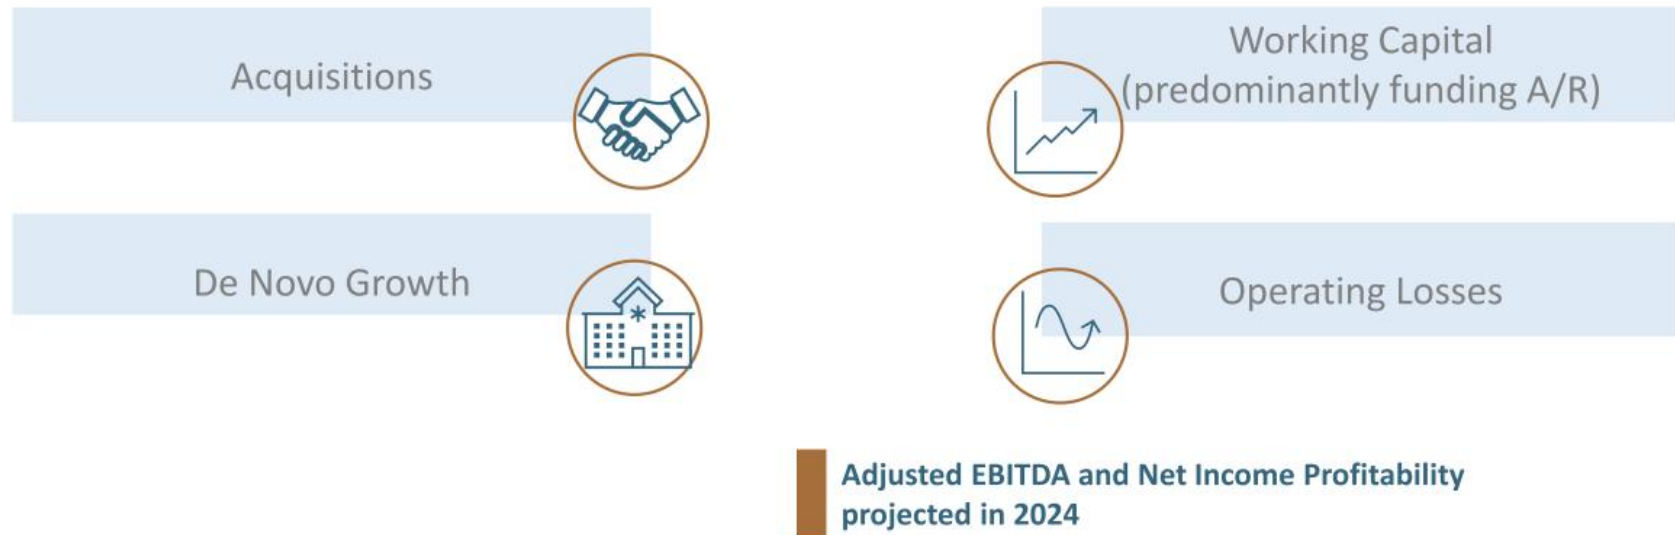 Acquisitions
Working Capital
(predominantly funding A/R)
De Novo Growth
Operating Losses
Adjusted EBITDA and Net Income Profitability
projected in 2024